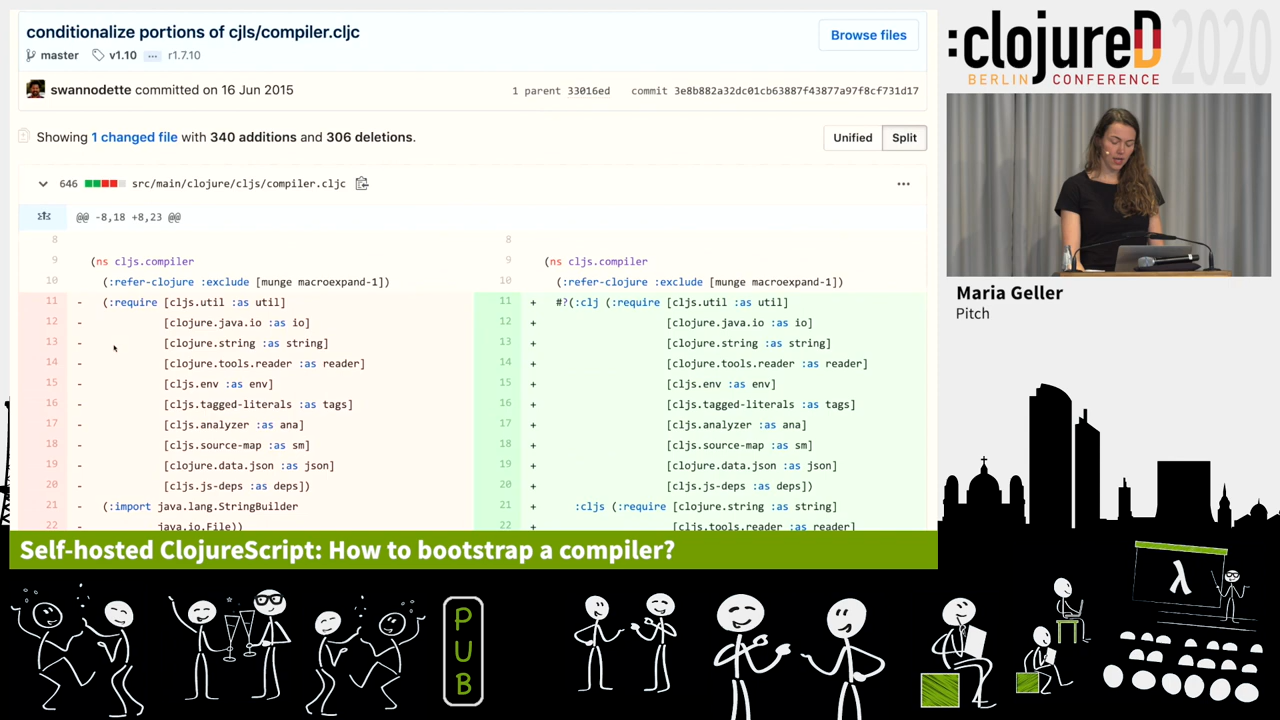 conditionalize portions of cjls/compiler.cljc
Browse files
master v1.10 ... r1.7.10
swannodette committed on 16 Jun 2015
1 parent 33016ed commit 3e8b882a32dc01cb63887f43877a97f8cf731d17
Showing 1 changed file with 340 additions and 306 deletions.
Unified Split
646 src/main/clojure/cljs/compiler.cljc
@@ -8,18 +8,23 @@
8
9 (ns cljs.compiler
10 (:refer-clojure :exclude [munge macroexpand-1])
11 - (:require [cljs.util :as util]
12 - [clojure.java.io :as io]
13 - [clojure.string :as string]
14 - [clojure.tools.reader :as reader]
15 - [cljs.env :as env]
16 - [cljs.tagged-literals :as tags]
17 - [cljs.analyzer :as ana]
18 - [cljs.source-map :as sm]
19 - [clojure.data.json :as json]
20 - [cljs.js-deps :as deps])
21 - (:import java.lang.StringBuilder
22 - java.io.File))
8
9 (ns cljs.compiler
10 (:refer-clojure :exclude [munge macroexpand-1])
11 + #?(:clj (:require [cljs.util :as util]
12 + [clojure.java.io :as io]
13 + [clojure.string :as string]
14 + [clojure.tools.reader :as reader]
15 + [cljs.env :as env]
16 + [cljs.tagged-literals :as tags]
17 + [cljs.analyzer :as ana]
18 + [cljs.source-map :as sm]
19 + [clojure.data.json :as json]
20 + [cljs.js-deps :as deps])
21 + :cljs (:require [clojure.string :as string]
22 + [cljs.tools.reader :as reader]
Self-hosted ClojureScript: How to bootstrap a compiler?
:clojureD 2020
BERLIN CONFERENCE
Maria Geller
Pitch
PUB
λ